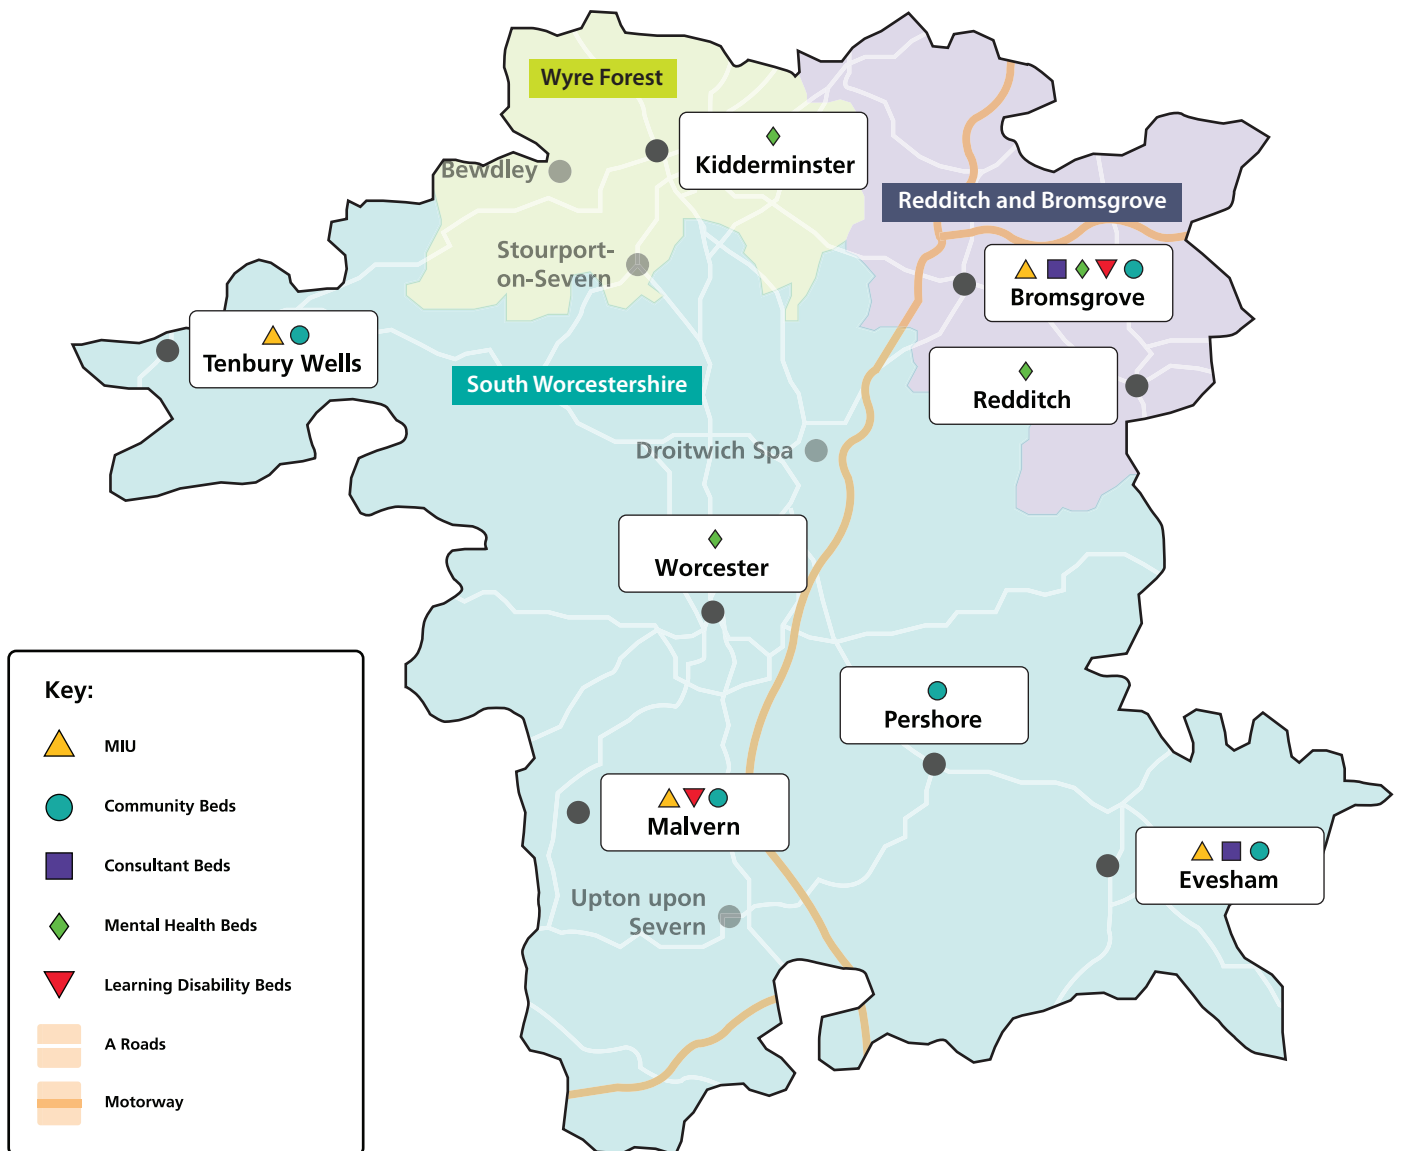 Wyre Forest
Kidderminster
Bewdley
Redditch and Bromsgrove
Stourport-
on-Severn
Bromsgrove
Tenbury Wells
South Worcestershire
Redditch
Droitwich Spa
Worcester
Pershore
Malvern
Evesham
Upton upon
Severn
Key:
MIU
Community Beds
Consultant Beds
Mental Health Beds
Learning Disability Beds
A Roads
Motorway